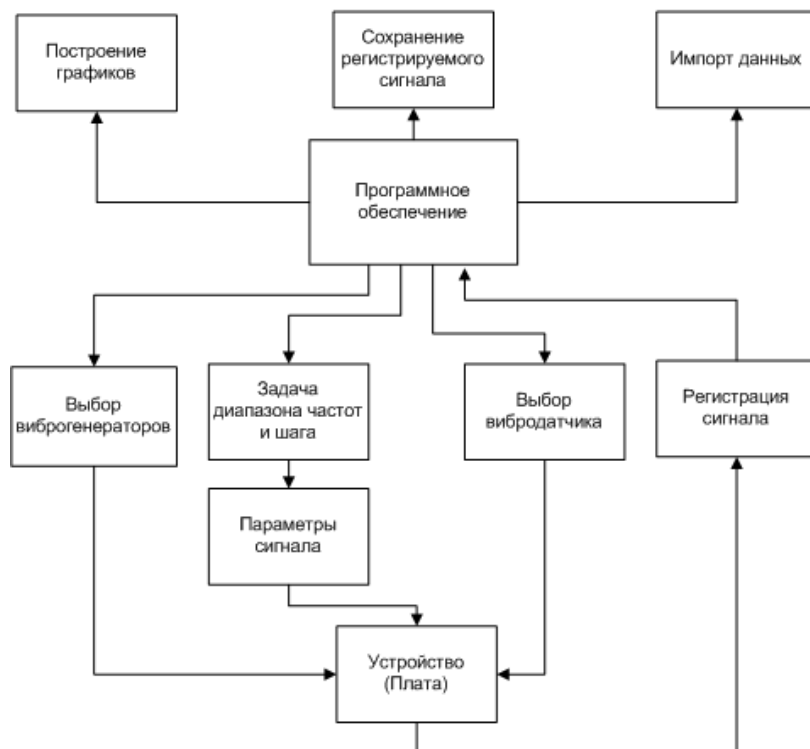 Построение
графиков
Сохранение
регистрируемого
сигнала
Импорт данных
Программное
обеспечение
Выбор
виброгенераторов
Задача
диапазона частот
и шага
Выбор
вибродатчика
Регистрация
сигнала
Параметры
сигнала
Устройство
(Плата)